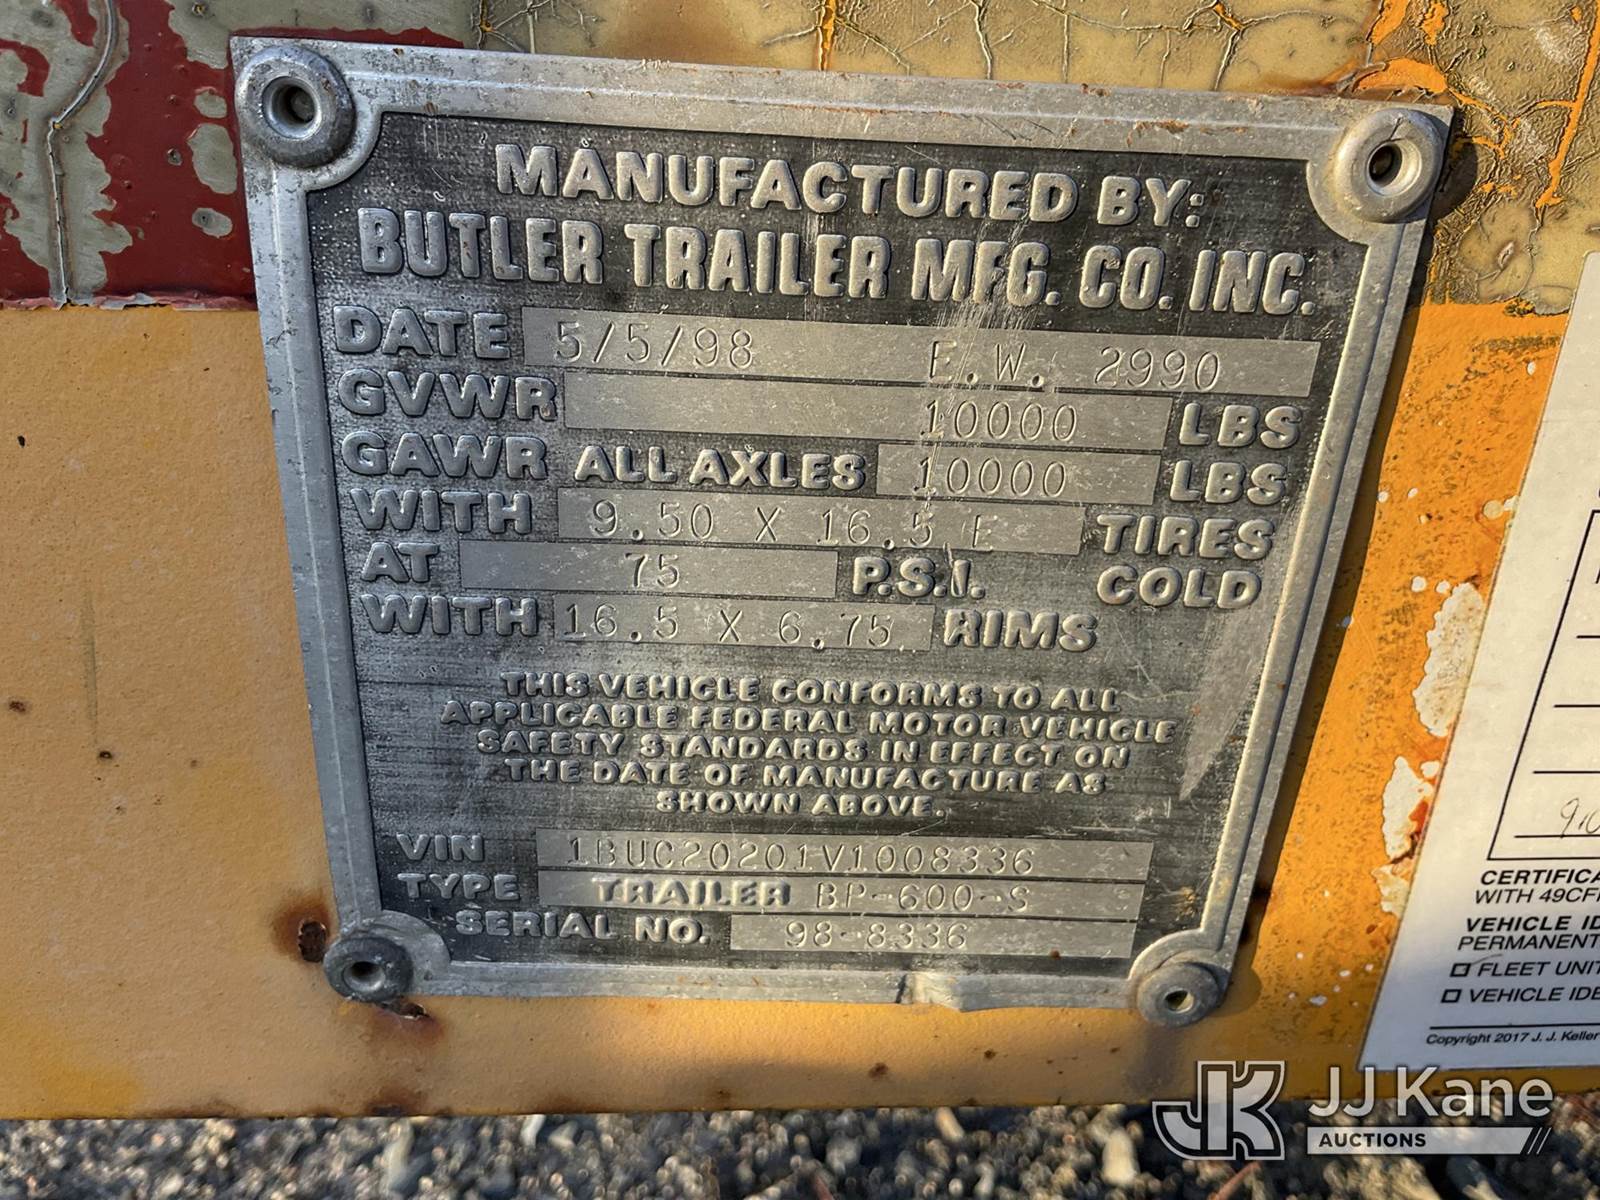 MANUFACTURED BY:
BUTLER TRAILER MFG. CO. INC.
DATE 5/5/98 E.W. 2990
GVWR 10000 LBS
GAWR ALL AXLES 10000 LBS
WITH 9.50 X 16.5 E TIRES
AT 75 P.S.I. COLD
WITH 16.5 X 6.75 RIMS
THIS VEHICLE CONFORMS TO ALL
APPLICABLE FEDERAL MOTOR VEHICLE
SAFETY STANDARDS IN EFFECT ON
THE DATE OF MANUFACTURE AS
SHOWN ABOVE.
VIN 1BUC20201V1008336
TYPE TRAILER BP-600-S
SERIAL NO. 98-8336
WITH 49CF
VEHICLE
PERMANENT
FLEET UNIT
VEHICLE
Copyright 2017 J. J. Keller
JK JJ Kane
AUCTIONS